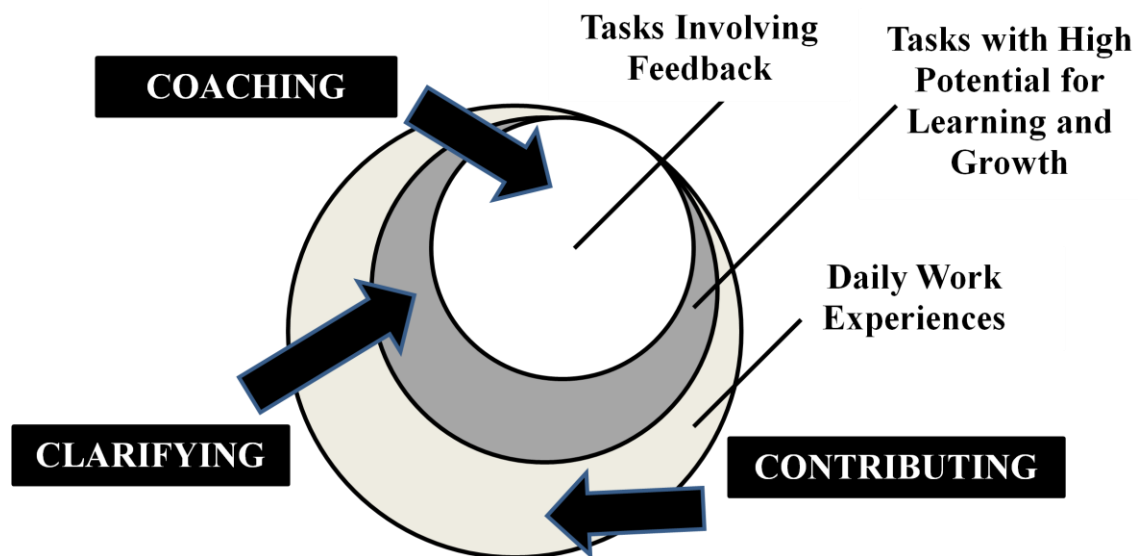 Tasks Involving
Feedback
Tasks with High
Potential for
Learning and
Growth
COACHING
Daily Work
Experiences
CLARIFYING
CONTRIBUTING